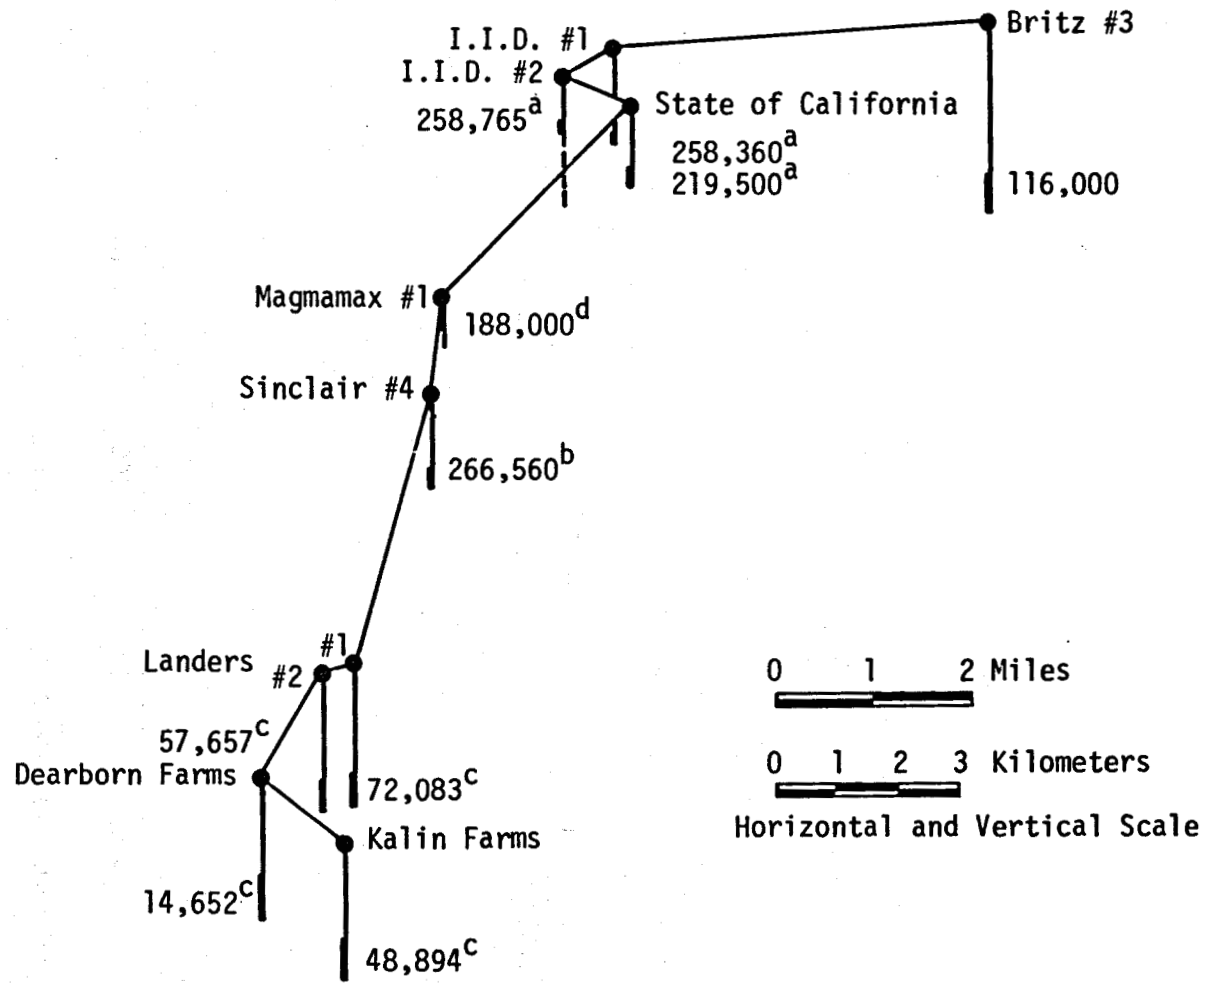 I.I.D. #1
Britz #3
I.I.D. #2
258,765a
State of California
258,360a
219,500a
116,000
Magmamax #1
188,000d
Sinclair #4
266,560b
#1
Landers
#2
0 1 2 Miles
57,657c
Dearborn Farms
72,083c
0 1 2 3 Kilometers
Horizontal and Vertical Scale
Kalin Farms
14,652c
48,894c